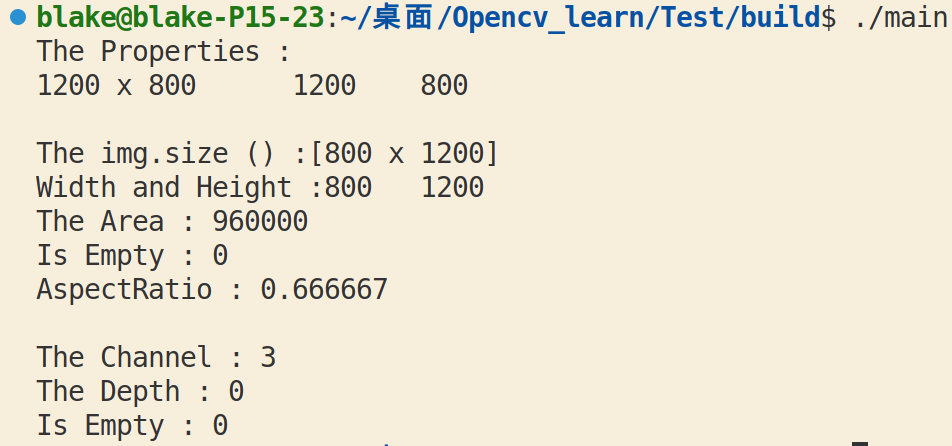 blake@blake-P15-23:~/桌面/Opencv_learn/Test/build$ ./main
The Properties :
1200 x 800      1200    800
The img.size () :[800 x 1200]
Width and Height :800   1200
The Area : 960000
Is Empty : 0
AspectRatio : 0.666667
The Channel : 3
The Depth : 0
Is Empty : 0